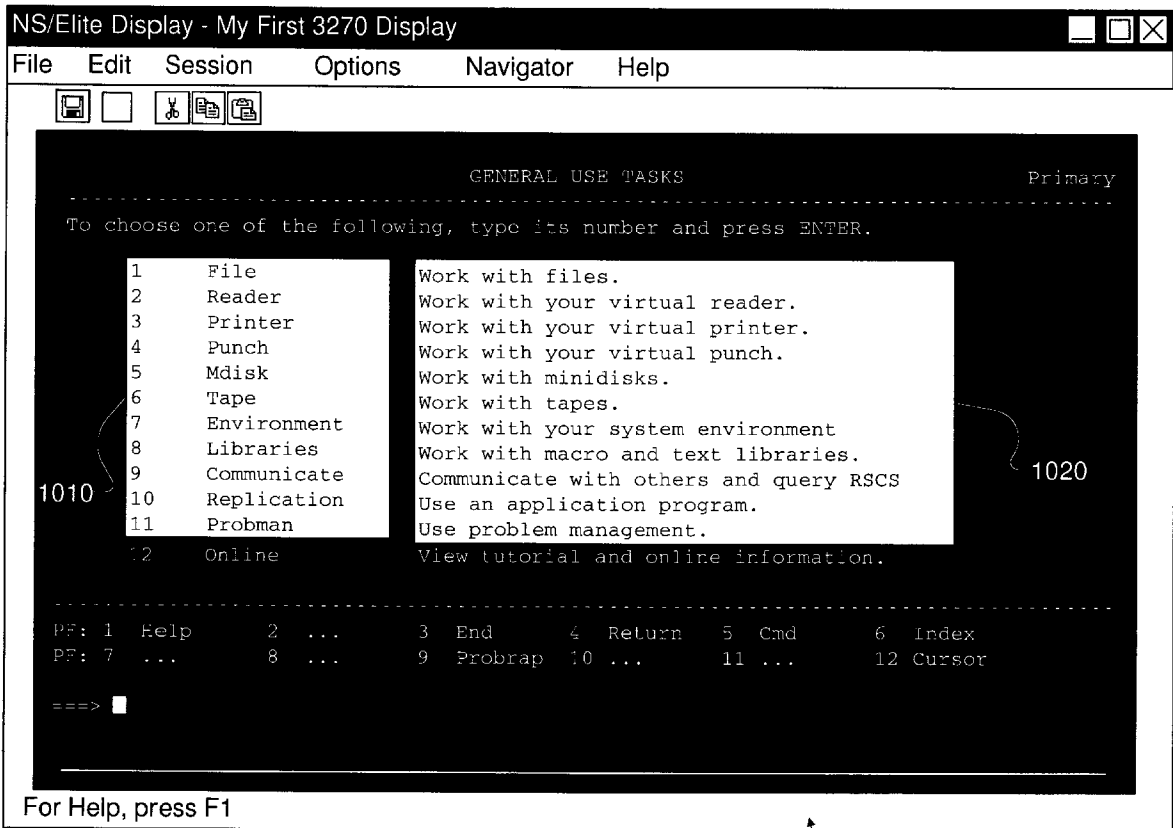 NS/Elite Display - My First 3270 Display
File Edit Session Options Navigator Help
GENERAL USE TASKS Primary
To choose one of the following, type its number and press ENTER.
1 File Work with files.
2 Reader Work with your virtual reader.
3 Printer Work with your virtual printer.
4 Punch Work with your virtual punch.
5 Mdisk Work with minidisks.
6 Tape Work with tapes.
7 Environment Work with your system environment
8 Libraries Work with macro and text libraries.
9 Communicate Communicate with others and query RSCS
10 Replication Use an application program.
11 Probman Use problem management.
12 Online View tutorial and online information.
1010
1020
PF: 1 Help 2 ... 3 End 4 Return 5 Cmd 6 Index
PF: 7 ... 8 ... 9 Probrap 10 ... 11 ... 12 Cursor
===>
For Help, press F1